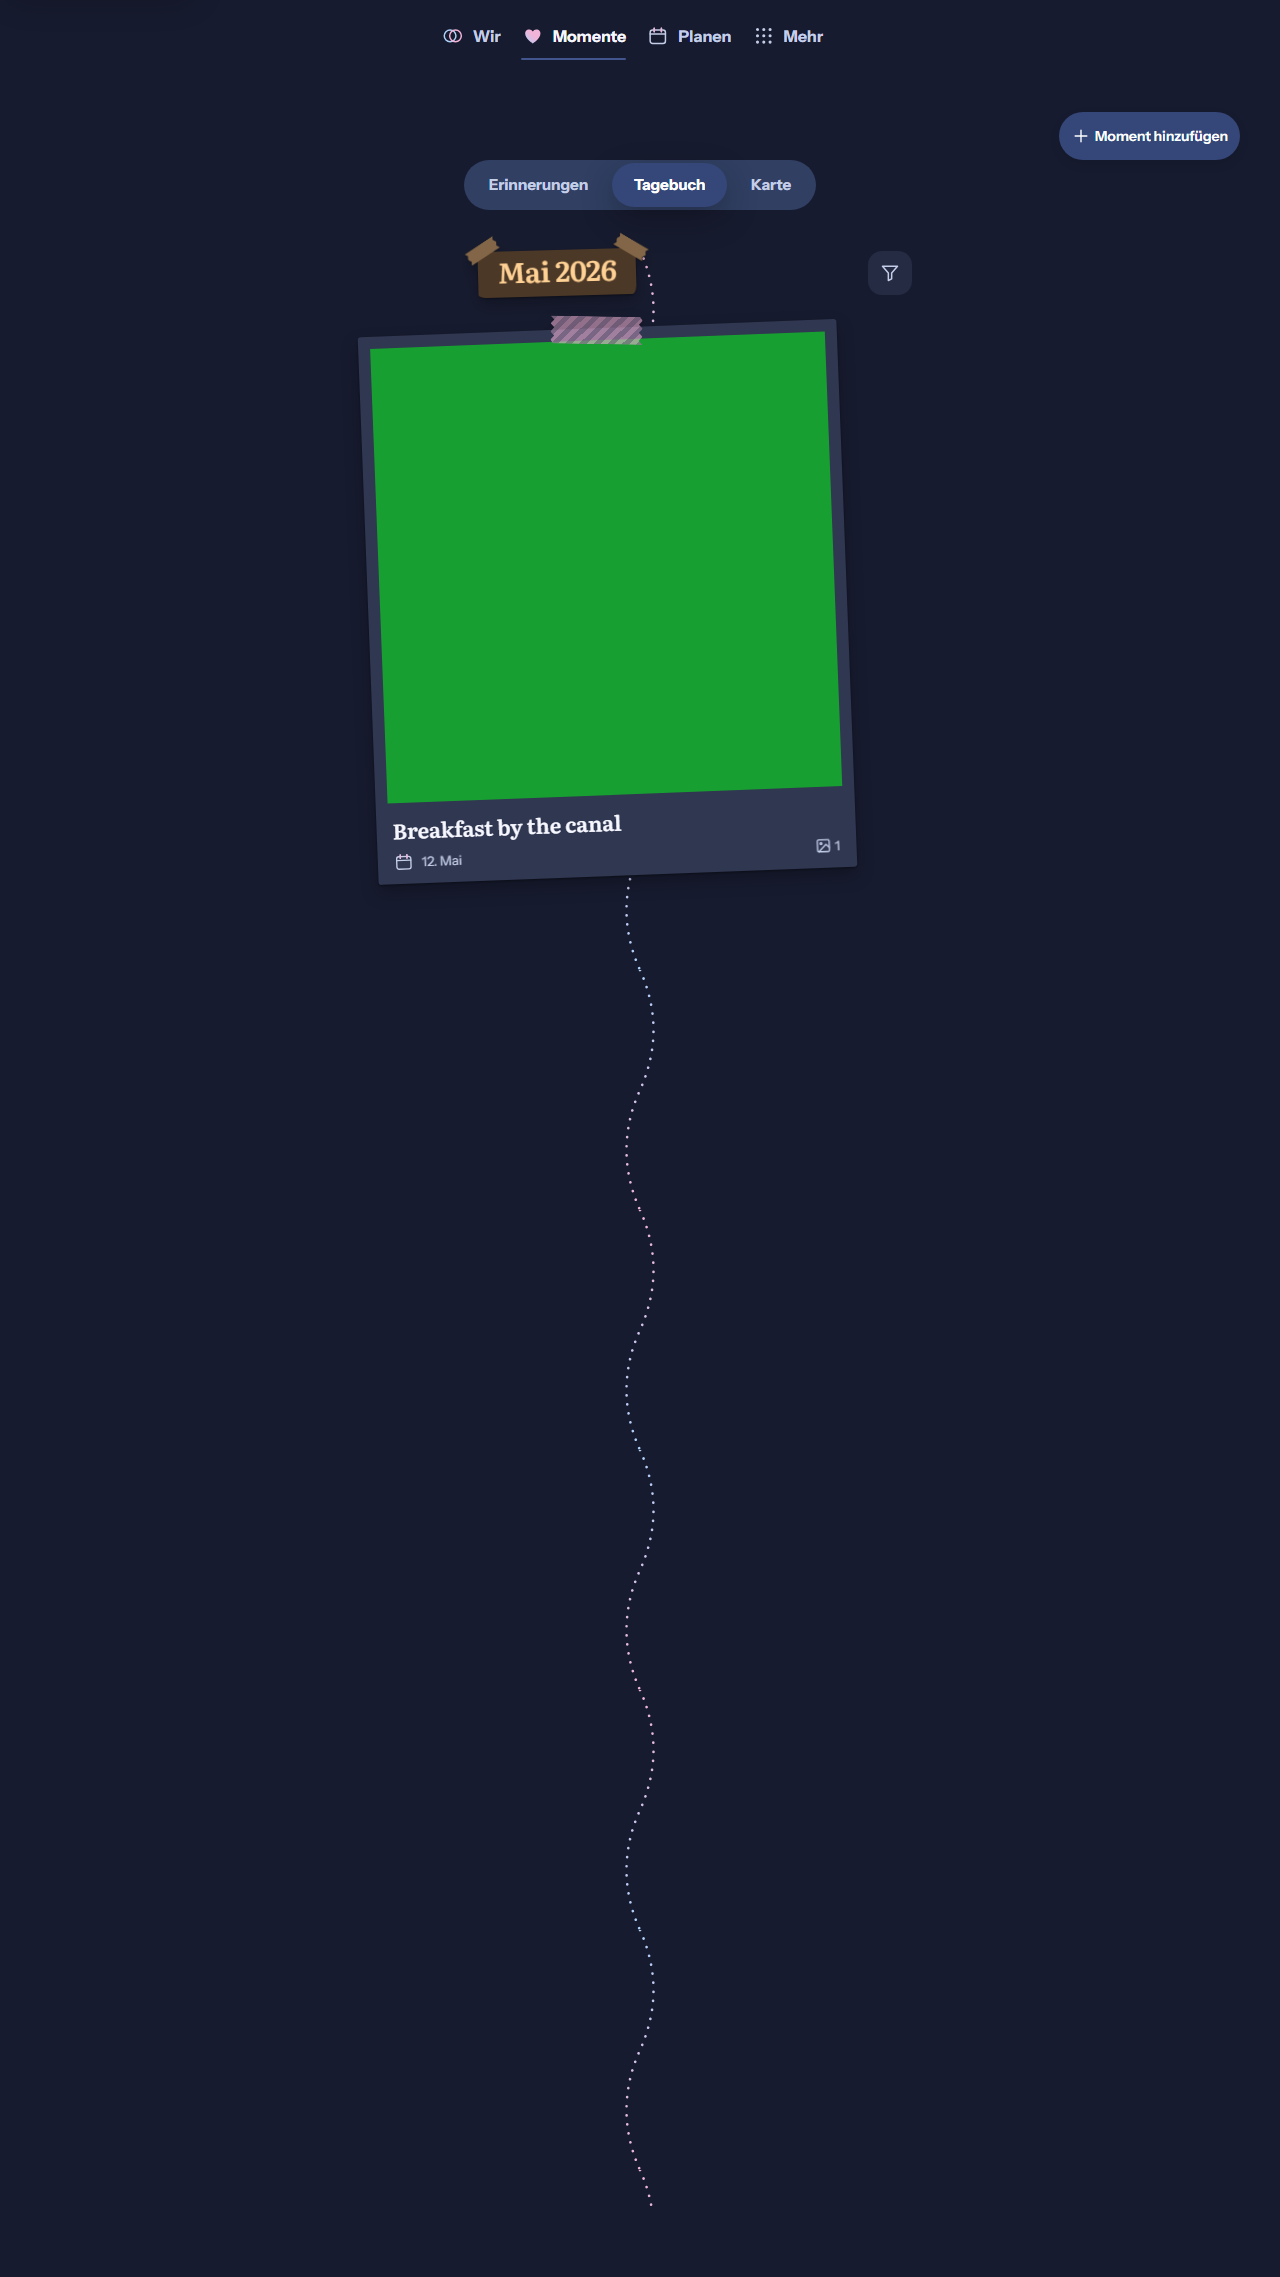 Wir Momente Planen Mehr
Moment hinzufügen
Erinnerungen Tagebuch Karte
Mai 2026
Breakfast by the canal
12. Mai 1